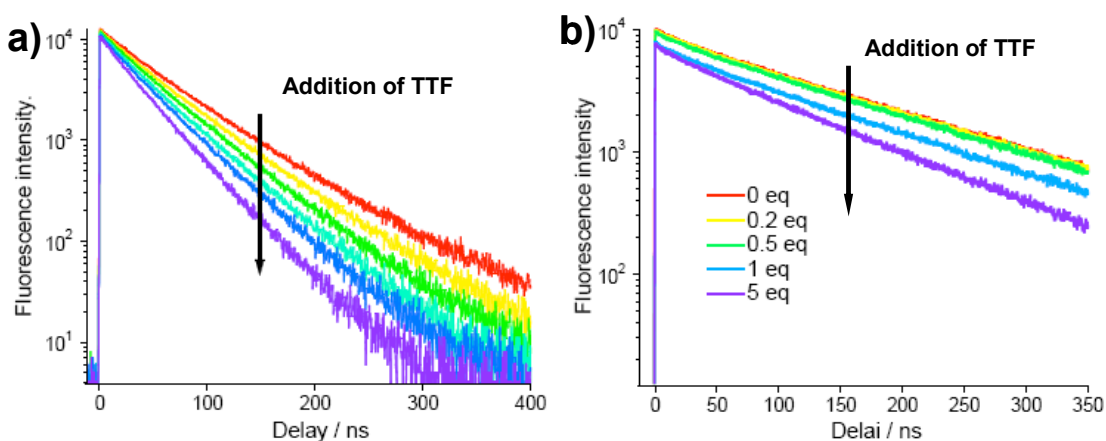 a)
10⁴
10³
10²
10¹
Fluorescence intensity.
Addition of TTF
0
100
200
300
400
Delay / ns
b)
10⁴
10³
10²
Fluorescence intensity
Addition of TTF
0 eq
0.2 eq
0.5 eq
1 eq
5 eq
0
50
100
150
200
250
300
350
Delai / ns